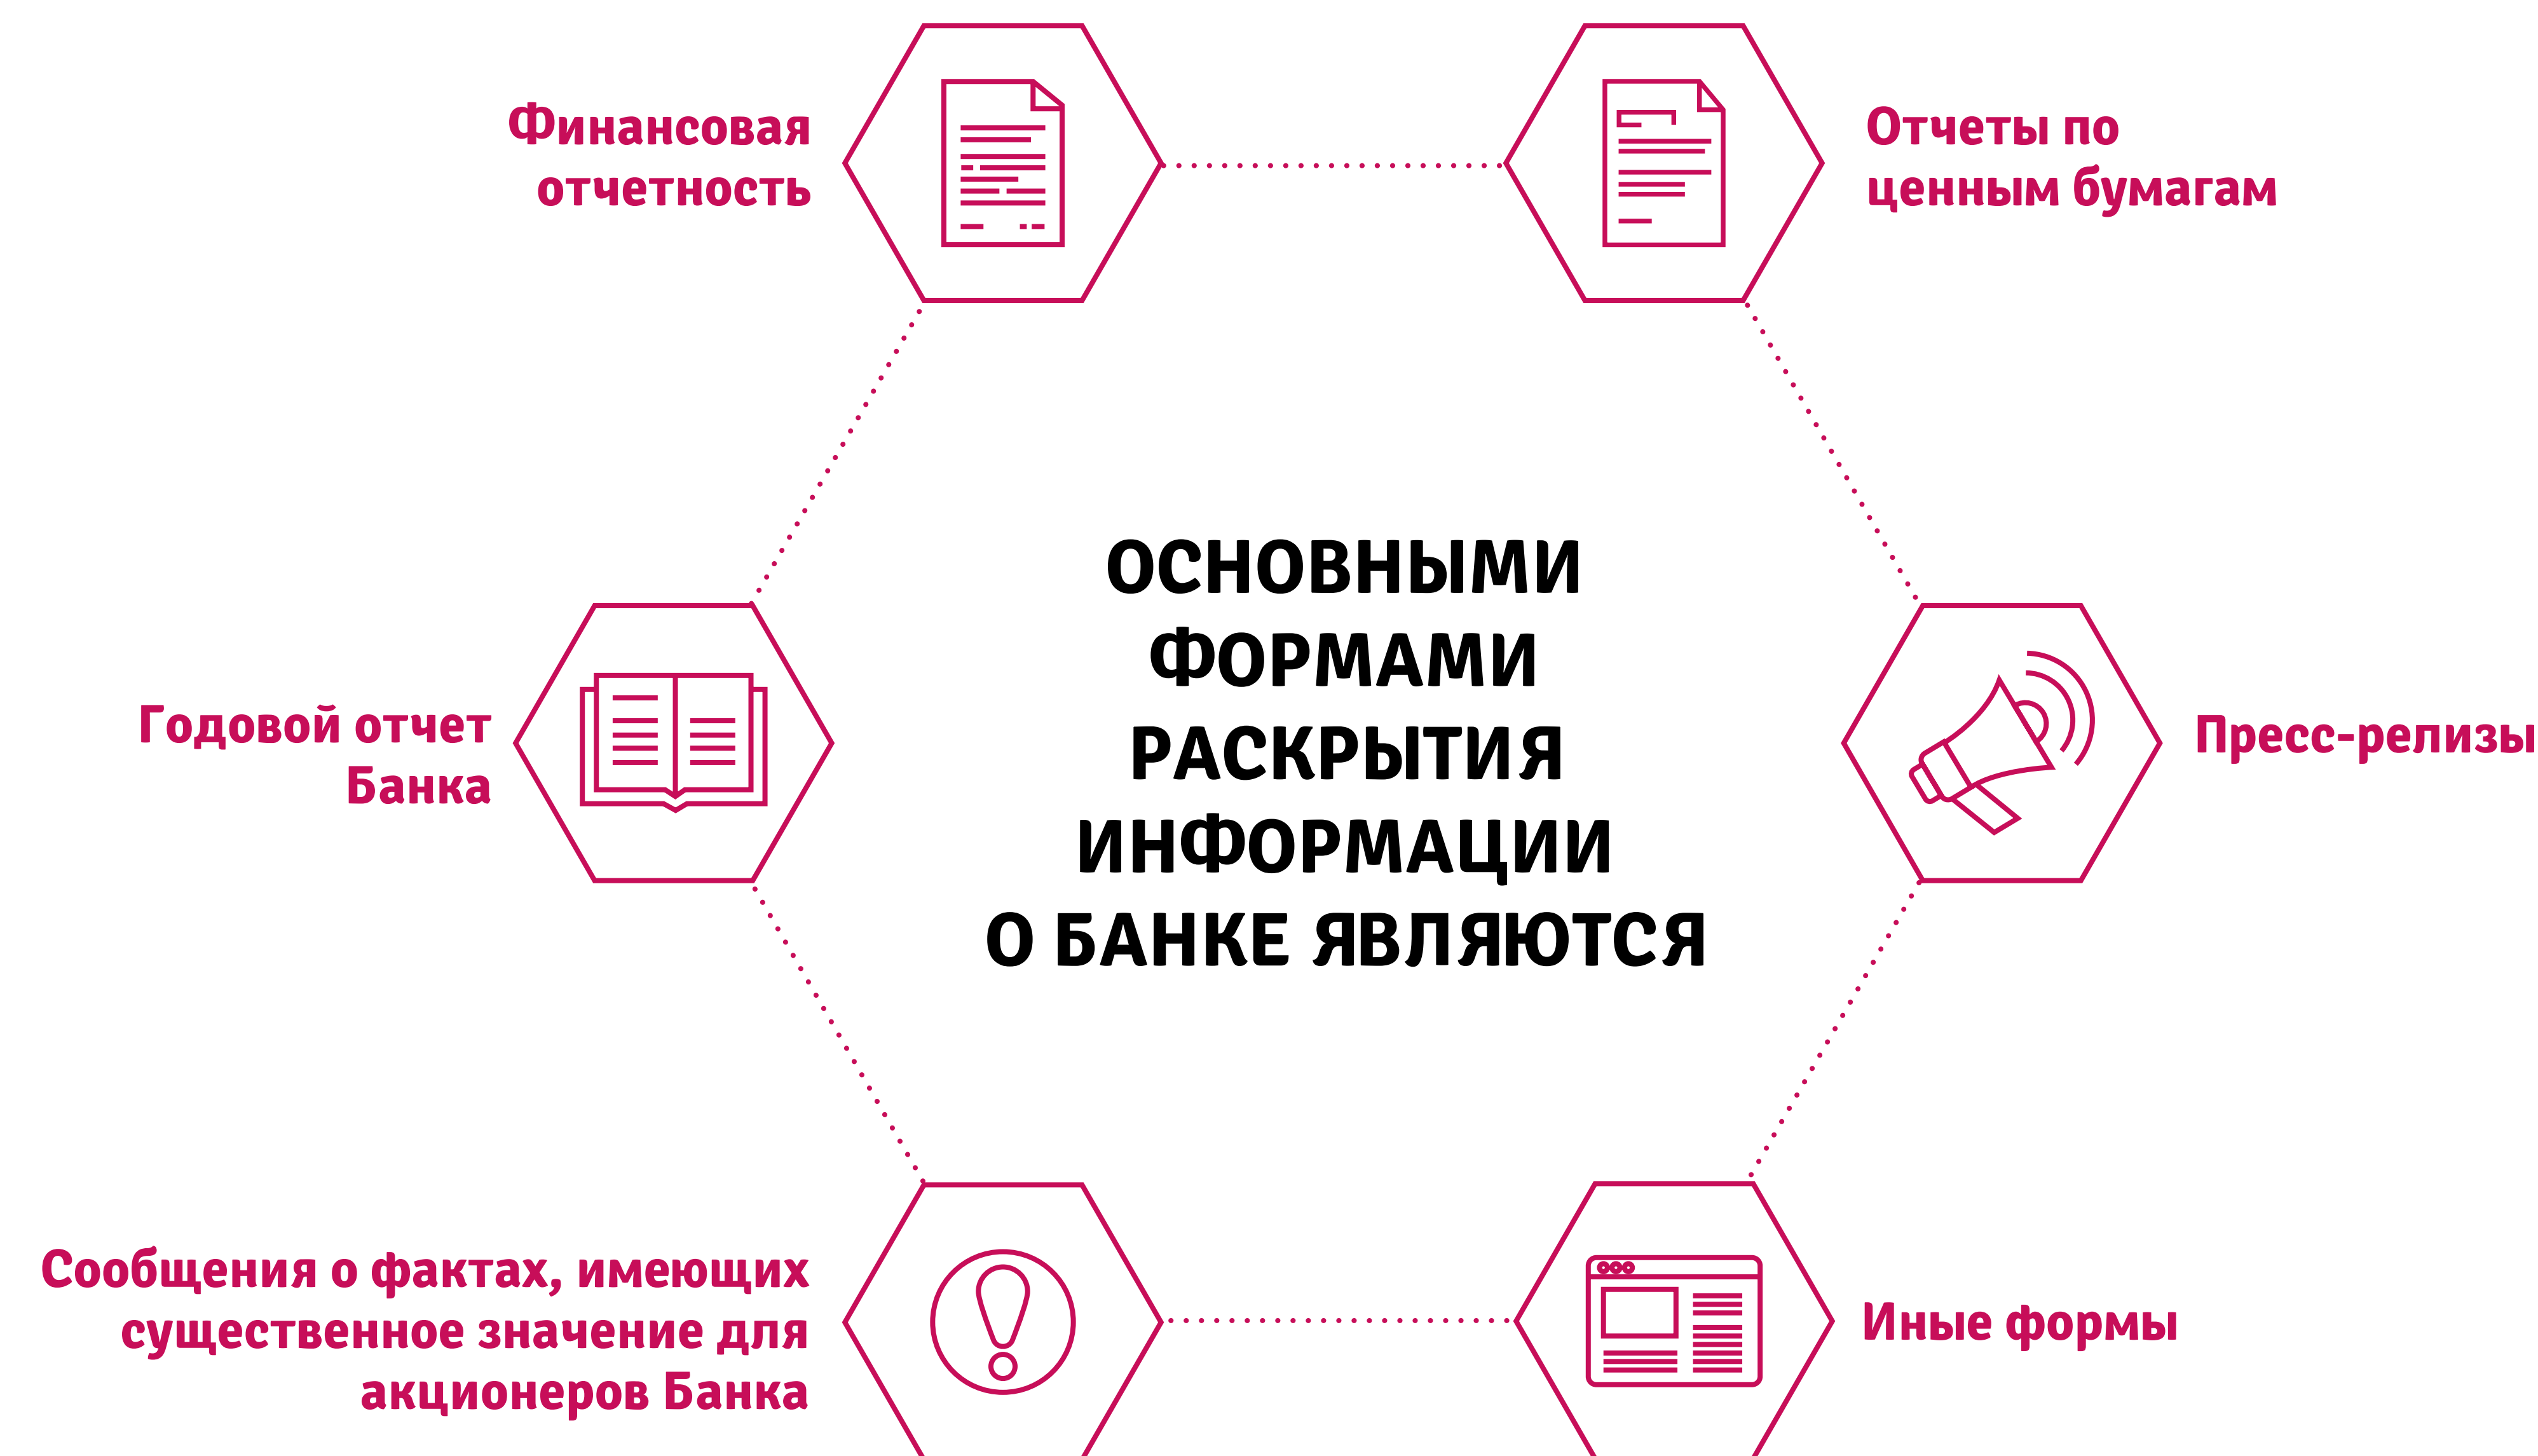 Финансовая
отчетность
Отчеты по
ценным бумагам
ОСНОВНЫМИ
ФОРМАМИ
РАСКРЫТИЯ
ИНФОРМАЦИИ
О БАНКЕ ЯВЛЯЮТСЯ
Годовой отчет
Банка
Пресс-релизы
Сообщения о фактах, имеющих
существенное значение для
акционеров Банка
Иные формы